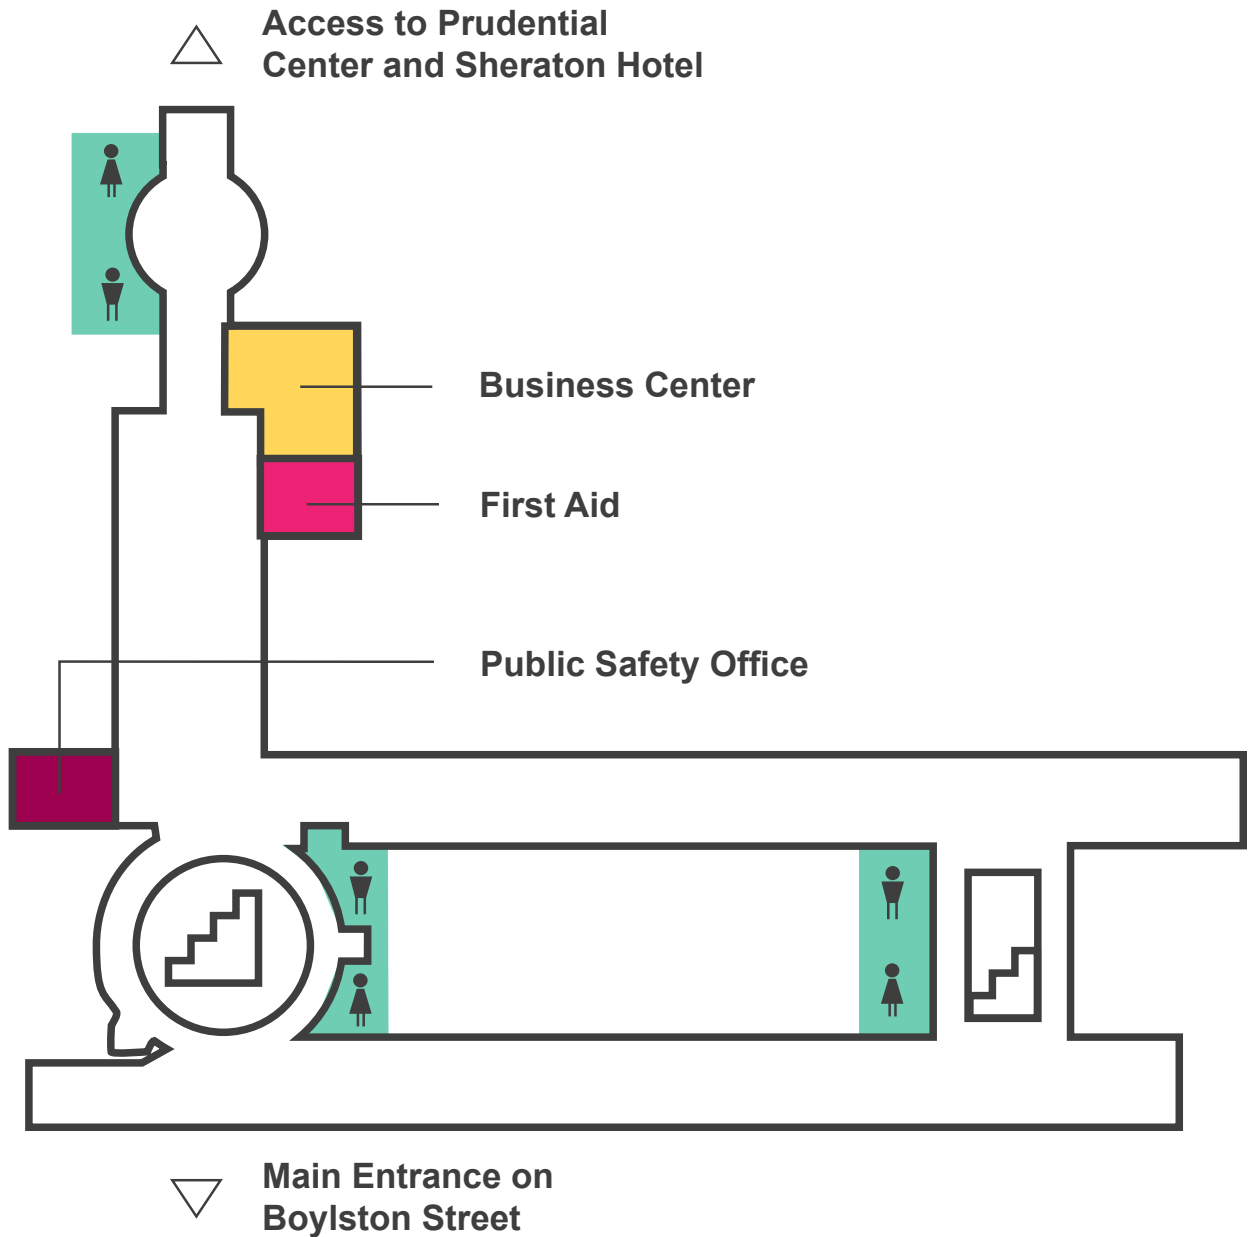 Access to Prudential
Center and Sheraton Hotel
Business Center
First Aid
Public Safety Office
Main Entrance on
Boylston Street